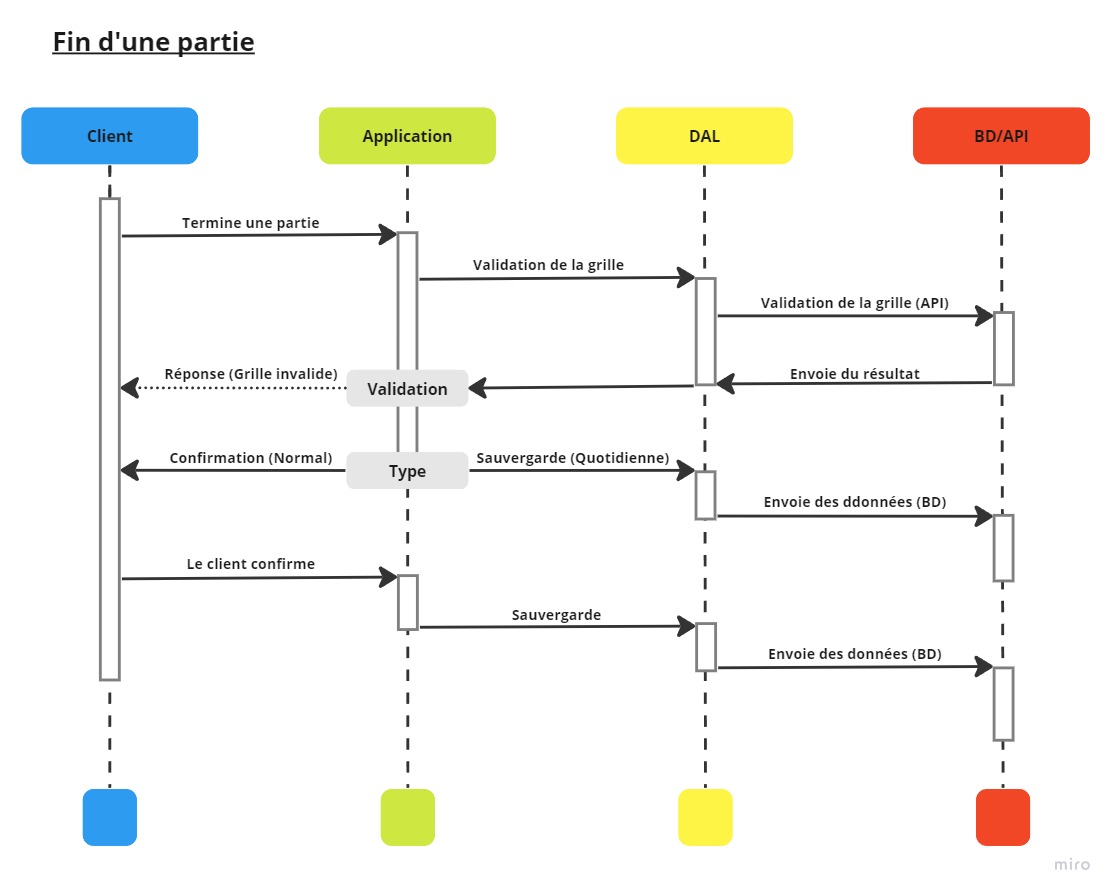 Fin d'une partie
Client
Application
DAL
BD/API
Termine une partie
Validation de la grille
Validation de la grille (API)
Réponse (Grille invalide)
Validation
Envoie du résultat
Confirmation (Normal)
Type
Sauvergarde (Quotidienne)
Envoie des ddonnées (BD)
Le client confirme
Sauvergarde
Envoie des données (BD)
miro